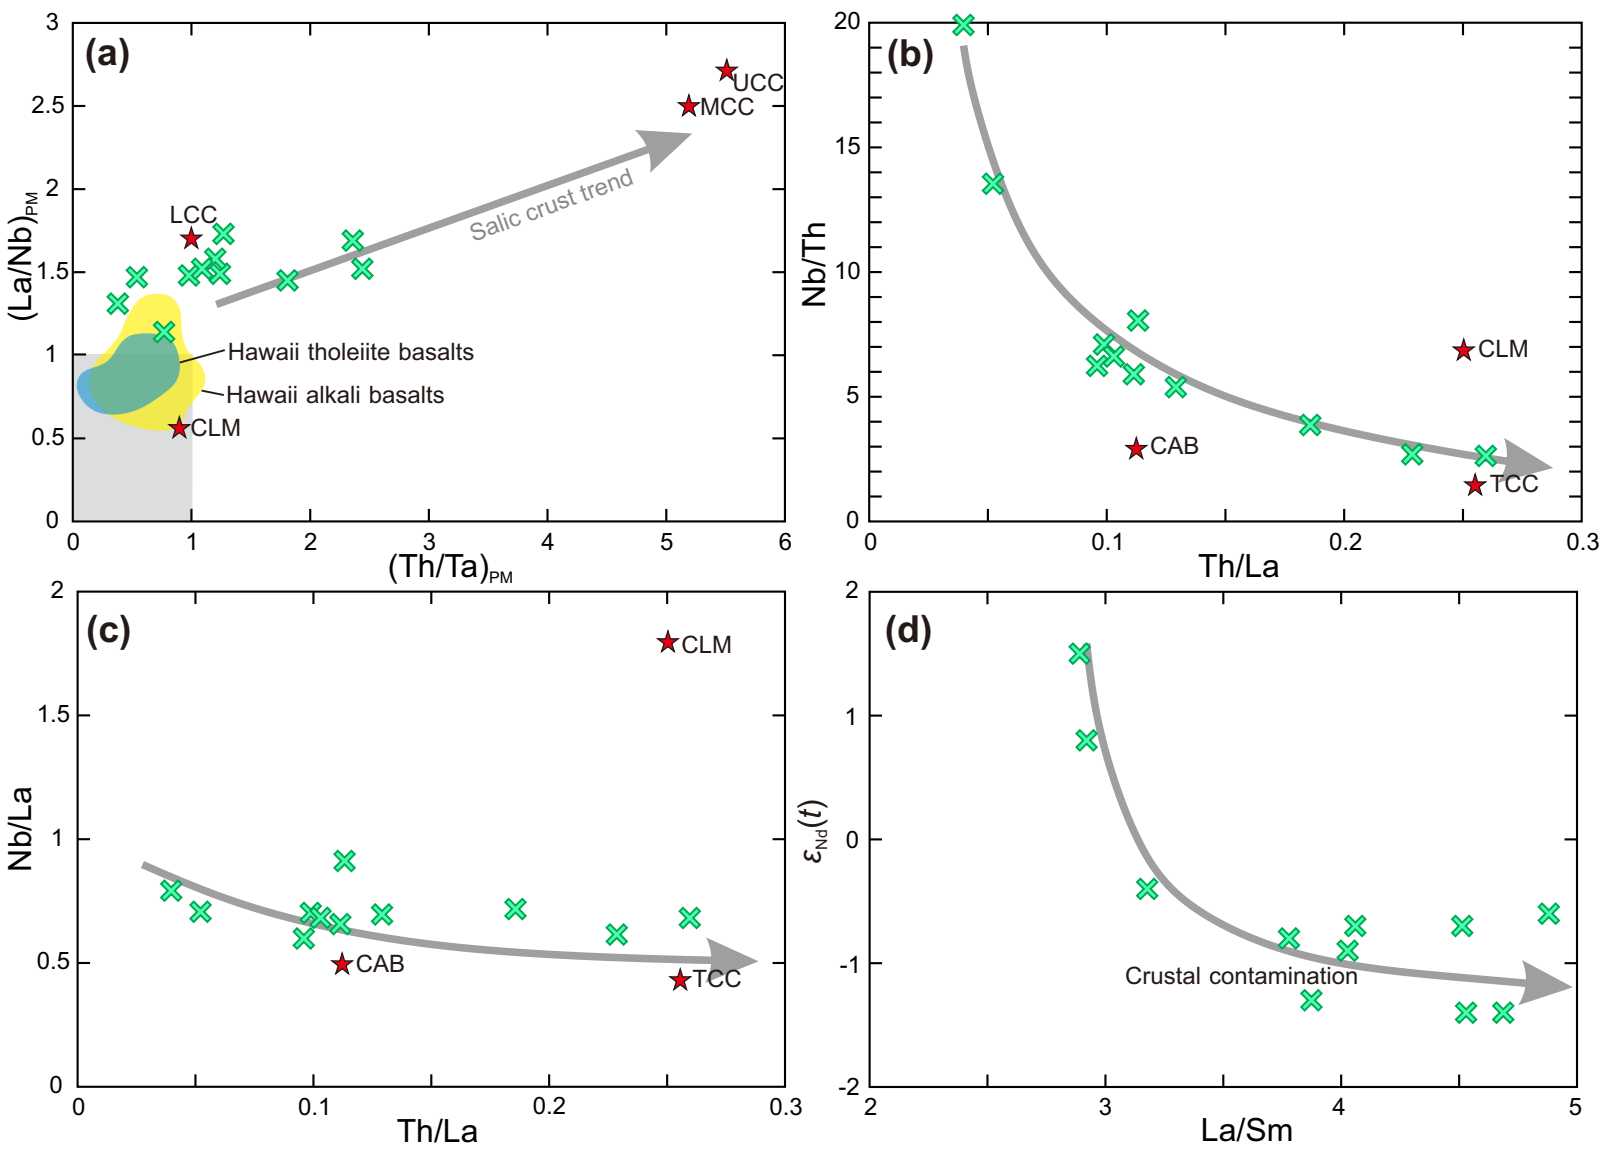 (a)
3
2.5
2
1.5
1
0.5
0
0
1
2
3
4
5
6
(La/Nb)PM
(Th/Ta)PM
UCC
MCC
LCC
Salic crust trend
Hawaii tholeiite basalts
Hawaii alkali basalts
CLM
(b)
20
15
10
5
0
0
0.1
0.2
0.3
Nb/Th
Th/La
CLM
CAB
TCC
(c)
2
1.5
1
0.5
0
0
0.1
0.2
0.3
Nb/La
Th/La
CLM
CAB
TCC
(d)
2
1
0
-1
-2
2
3
4
5
εNd(t)
La/Sm
Crustal contamination